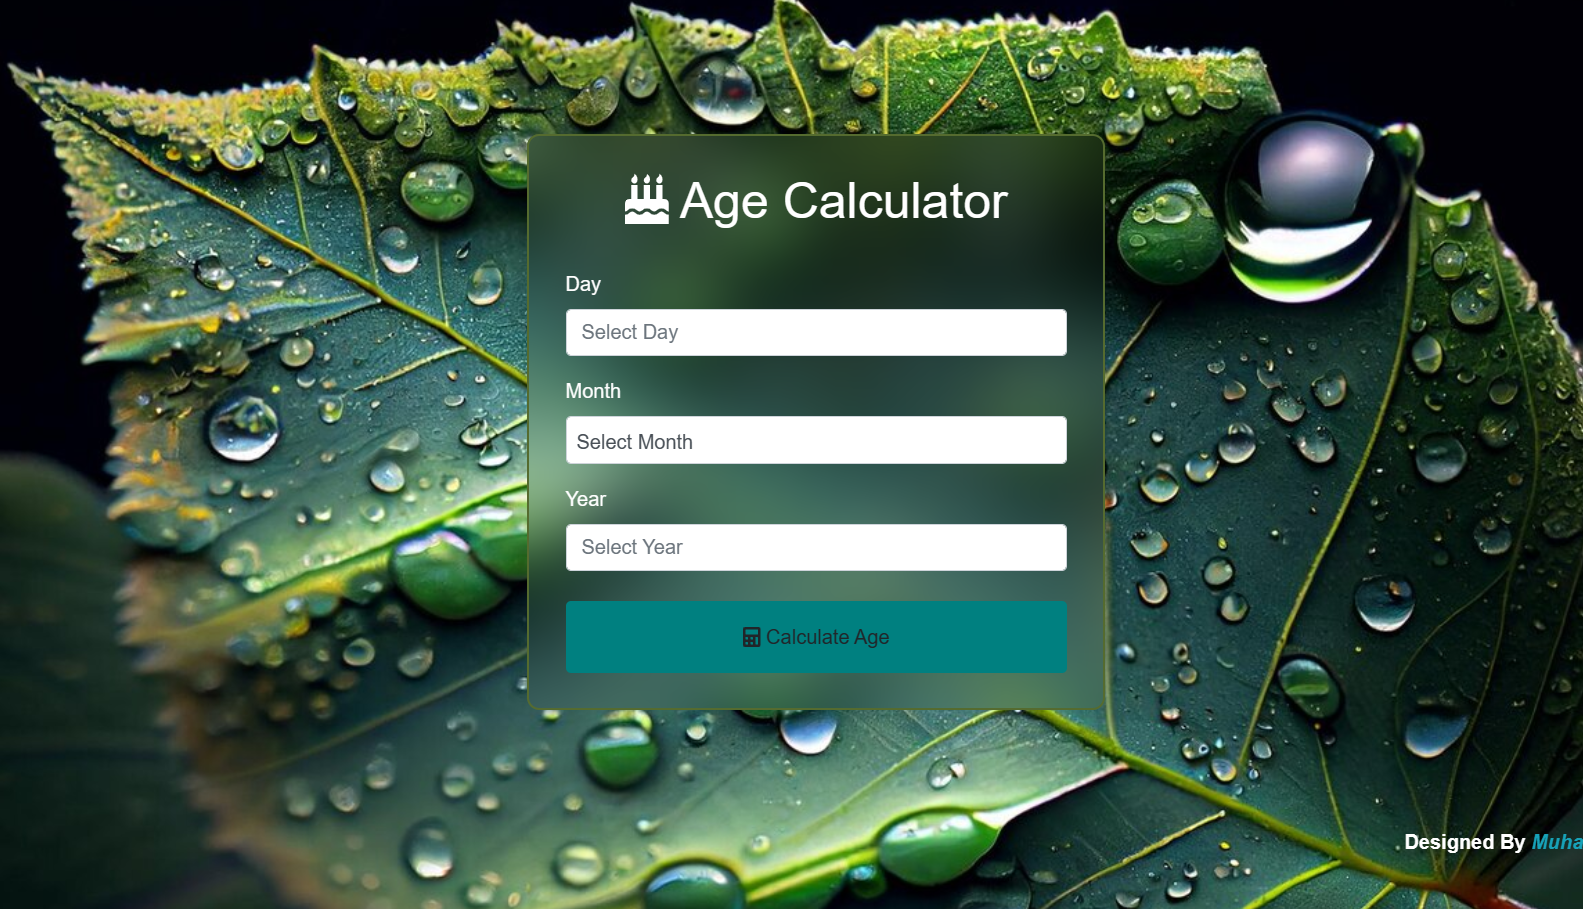 Age Calculator
Day
Select Day
Month
Select Month
Year
Select Year
Calculate Age
Designed By Muha